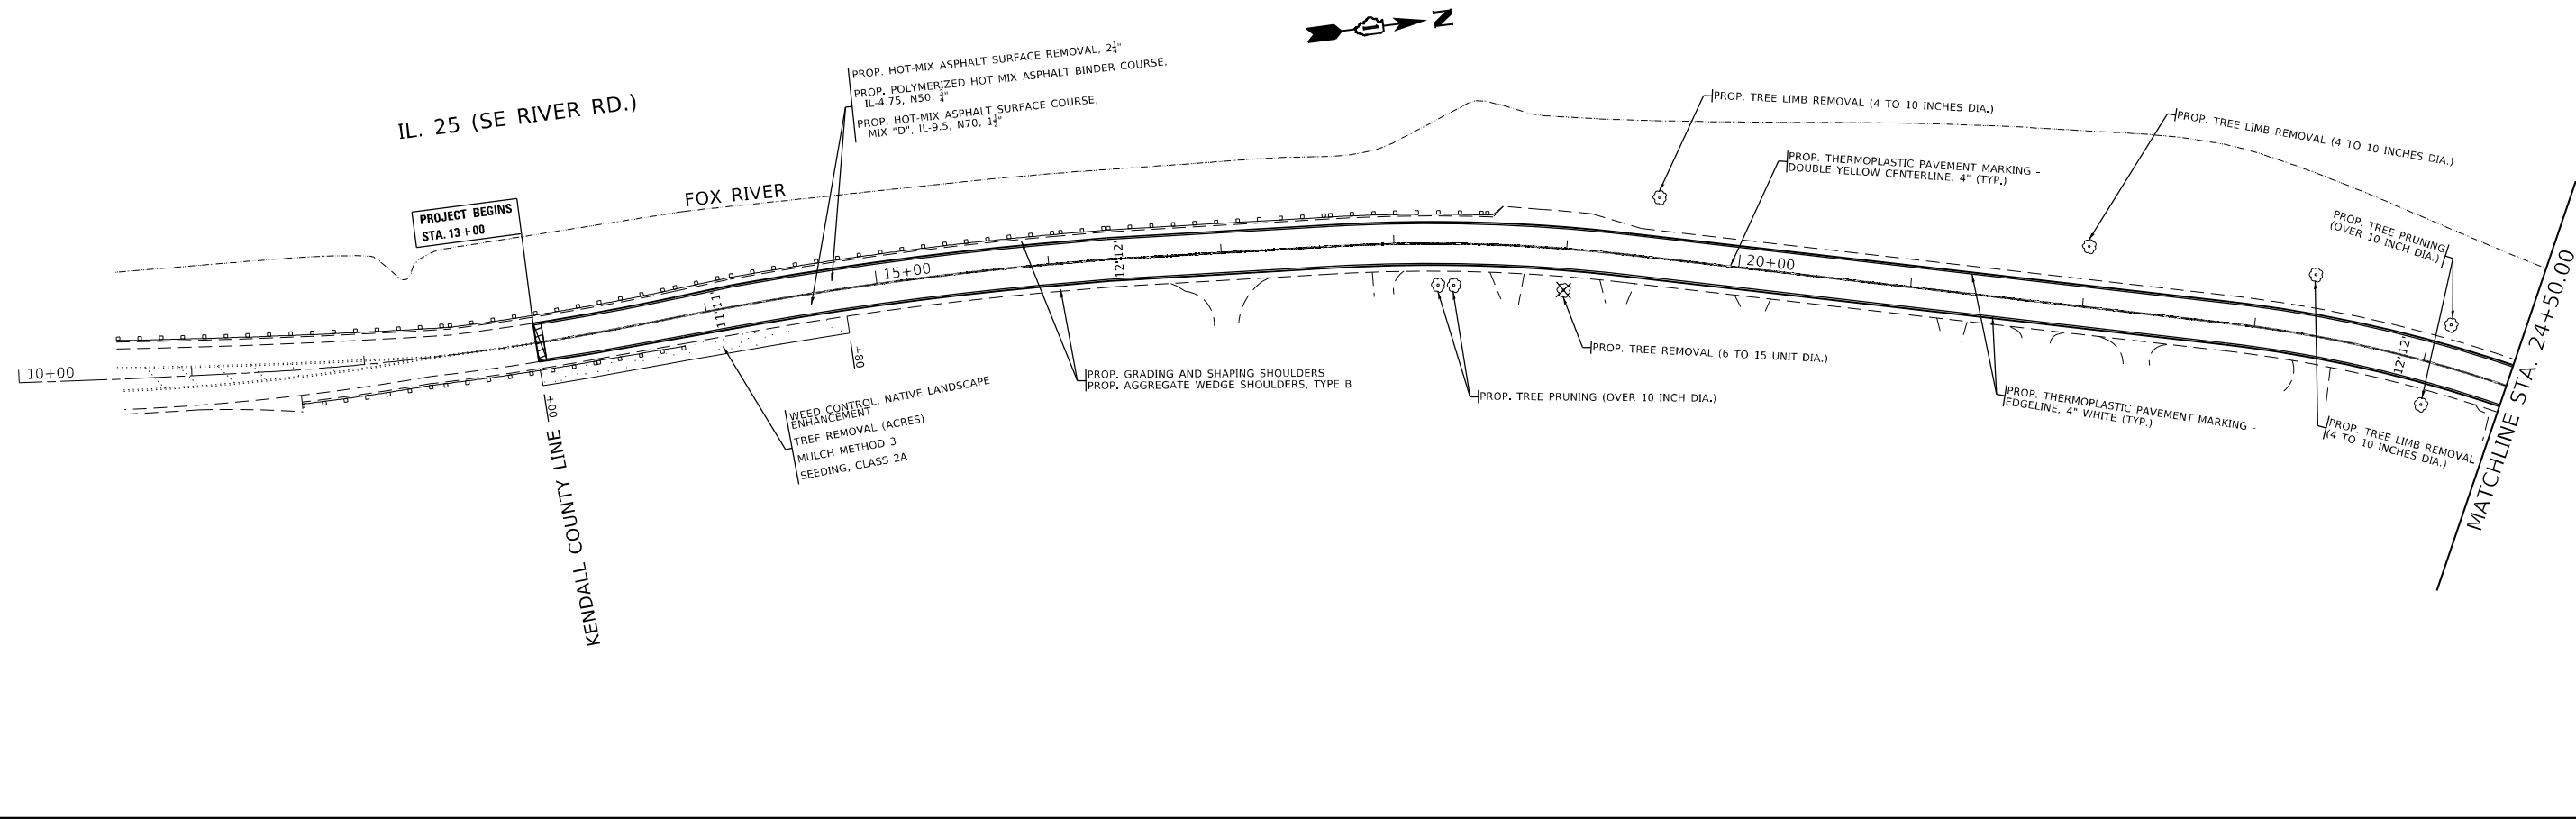 N
IL. 25 (SE RIVER RD.)
PROP. HOT-MIX ASPHALT SURFACE REMOVAL, 2¼"
PROP. POLYMERIZED HOT MIX ASPHALT BINDER COURSE,
IL-4.75, N50, ¾"
PROP. HOT-MIX ASPHALT SURFACE COURSE,
MIX "D", IL-9.5, N70, 1½"
FOX RIVER
PROJECT BEGINS
STA. 13+00
PROP. TREE LIMB REMOVAL (4 TO 10 INCHES DIA.)
PROP. TREE LIMB REMOVAL (4 TO 10 INCHES DIA.)
PROP. THERMOPLASTIC PAVEMENT MARKING -
DOUBLE YELLOW CENTERLINE, 4" (TYP.)
PROP. TREE PRUNING
(OVER 10 INCH DIA.)
10+00
11' 11'
15+00
12' 12'
20+00
12' 12'
MATCHLINE STA. 24+50.00
+00
+80
KENDALL COUNTY LINE
WEED CONTROL, NATIVE LANDSCAPE
ENHANCEMENT
TREE REMOVAL (ACRES)
MULCH METHOD 3
SEEDING, CLASS 2A
PROP. GRADING AND SHAPING SHOULDERS
PROP. AGGREGATE WEDGE SHOULDERS, TYPE B
PROP. TREE PRUNING (OVER 10 INCH DIA.)
PROP. TREE REMOVAL (6 TO 15 UNIT DIA.)
PROP. THERMOPLASTIC PAVEMENT MARKING -
EDGELINE, 4" WHITE (TYP.)
PROP. TREE LIMB REMOVAL
(4 TO 10 INCHES DIA.)